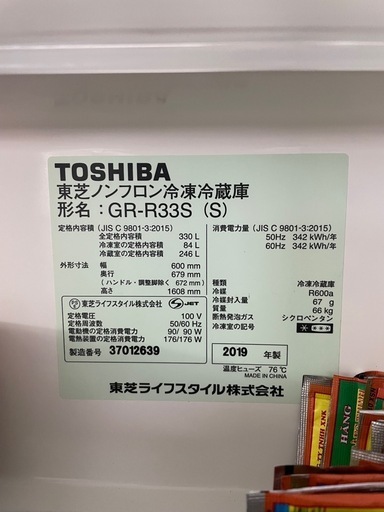 TOSHIBA
東芝ノンフロン冷凍冷蔵庫
形名：GR-R33S (S)
定格内容積 (JIS C 9801-3:2015)
全定格内容積 330 L
冷凍室の定格内容積 84 L
冷蔵室の定格内容積 246 L
外形寸法 幅 600 mm
奥行 679 mm
(ハンドル・調整脚除く 672 mm)
高さ 1608 mm
消費電力量 (JIS C 9801-3:2015)
50Hz 342 kWh/年
60Hz 342 kWh/年
種類 冷凍冷蔵庫
冷媒 R600a
冷媒封入量 67 g
質量 66 kg
断熱発泡ガス シクロペンタン
冷凍室の記号
東芝ライフスタイル株式会社 S JET
定格電圧 100 V
定格周波数 50/60 Hz
電動機の定格消費電力 90/ 90 W
電熱装置の定格消費電力 176/176 W
製造番号 37012639
2019 年製
温度ヒューズ 76℃
MADE IN CHINA
東芝ライフスタイル株式会社
HÀNG